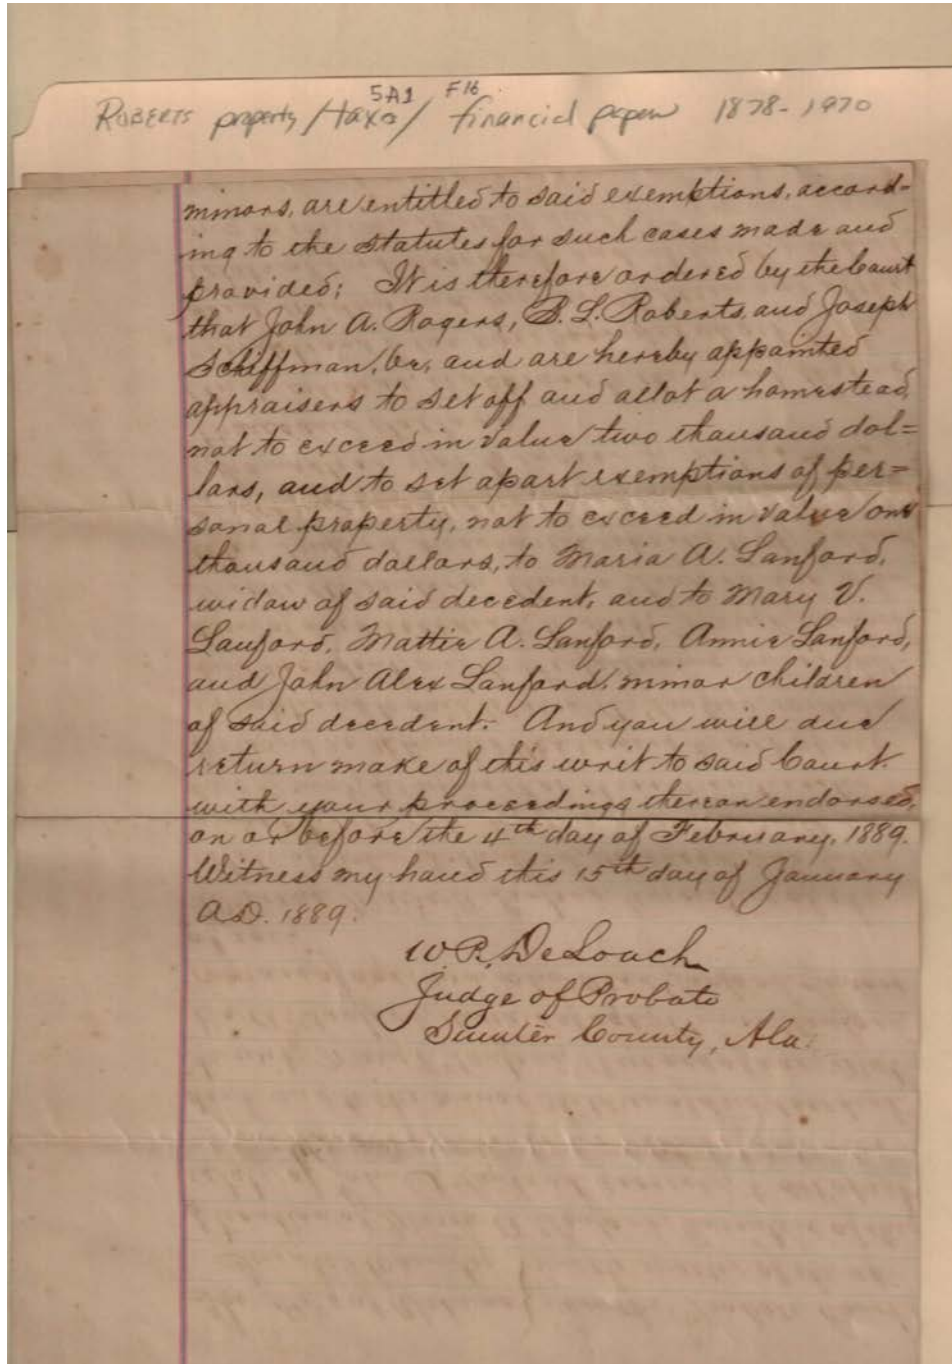 5A1 F16
ROBERTS property / taxes / financial papers 1878-1970
minors, are entitled to said exemptions, accord=
ing to the statutes for such cases made and
provided; It is therefore ordered by the Court
that John A. Rogers, B. L. Roberts, and Joseph
Schiffman, be, and are hereby appointed
appraisers to set off and allot a homestead,
not to exceed in value two thousand dol=
lars, and to set apart exemptions of per=
sonal property, not to exceed in value one
thousand dollars, to Maria A. Lanford,
widow of said decedent, and to Mary V.
Lanford, Mattie A. Lanford, Annie Lanford,
and John Alex Lanford, minor children
of said decedent. And you will due
return make of this writ to said Court
with your proceedings thereon endorsed,
on or before the 4th day of February, 1889.
Witness my hand this 15th day of January
A.D. 1889.
W. R. DeLoach
Judge of Probate
Sumter County, Ala.